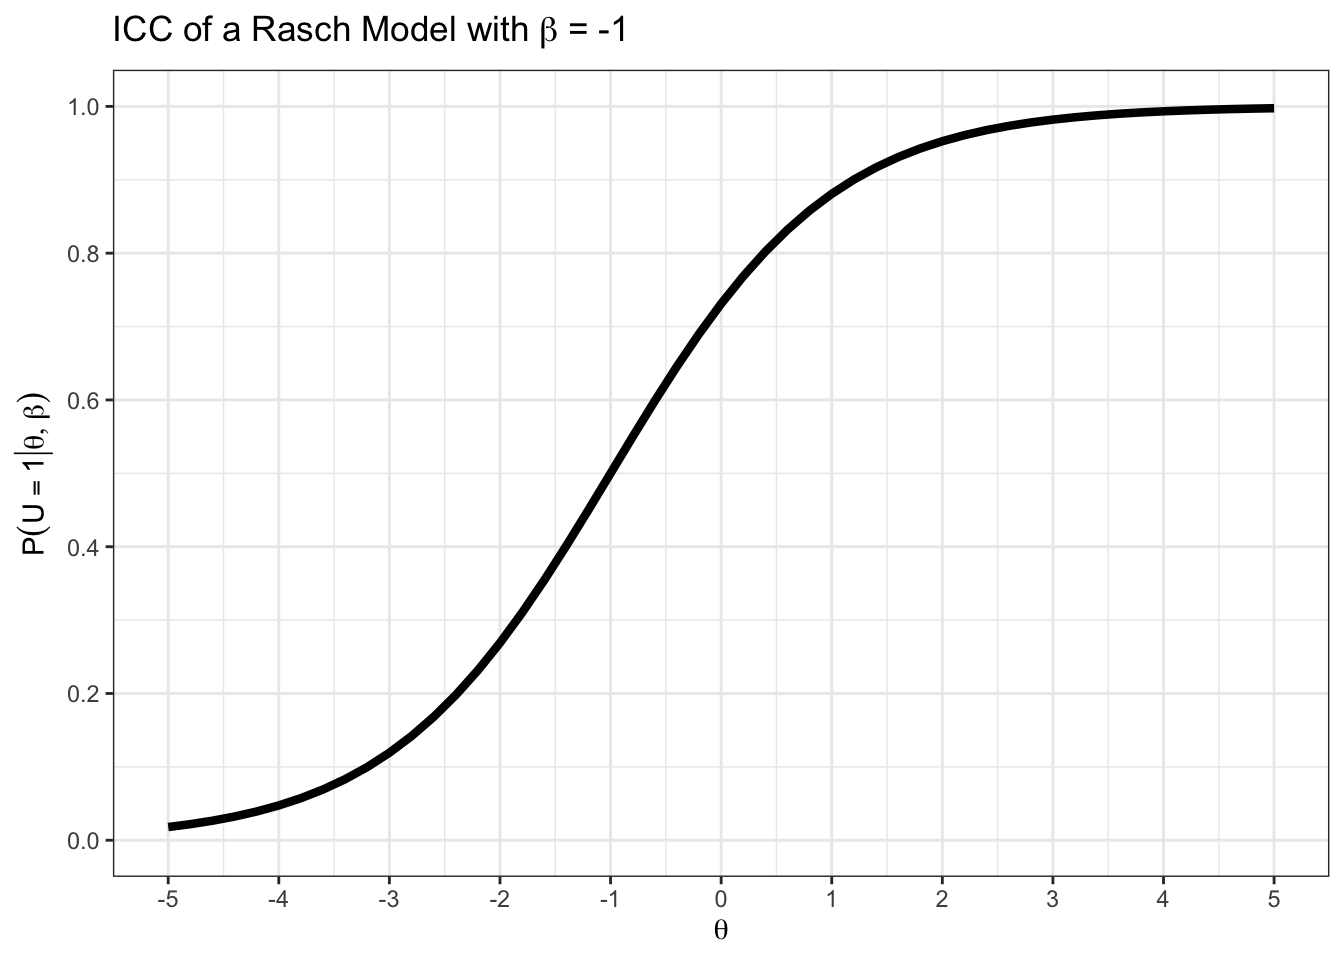 ICC of a Rasch Model with β = -1
P(U = 1|θ, β)
1.0
0.8
0.6
0.4
0.2
0.0
-5 -4 -3 -2 -1 0 1 2 3 4 5
θ